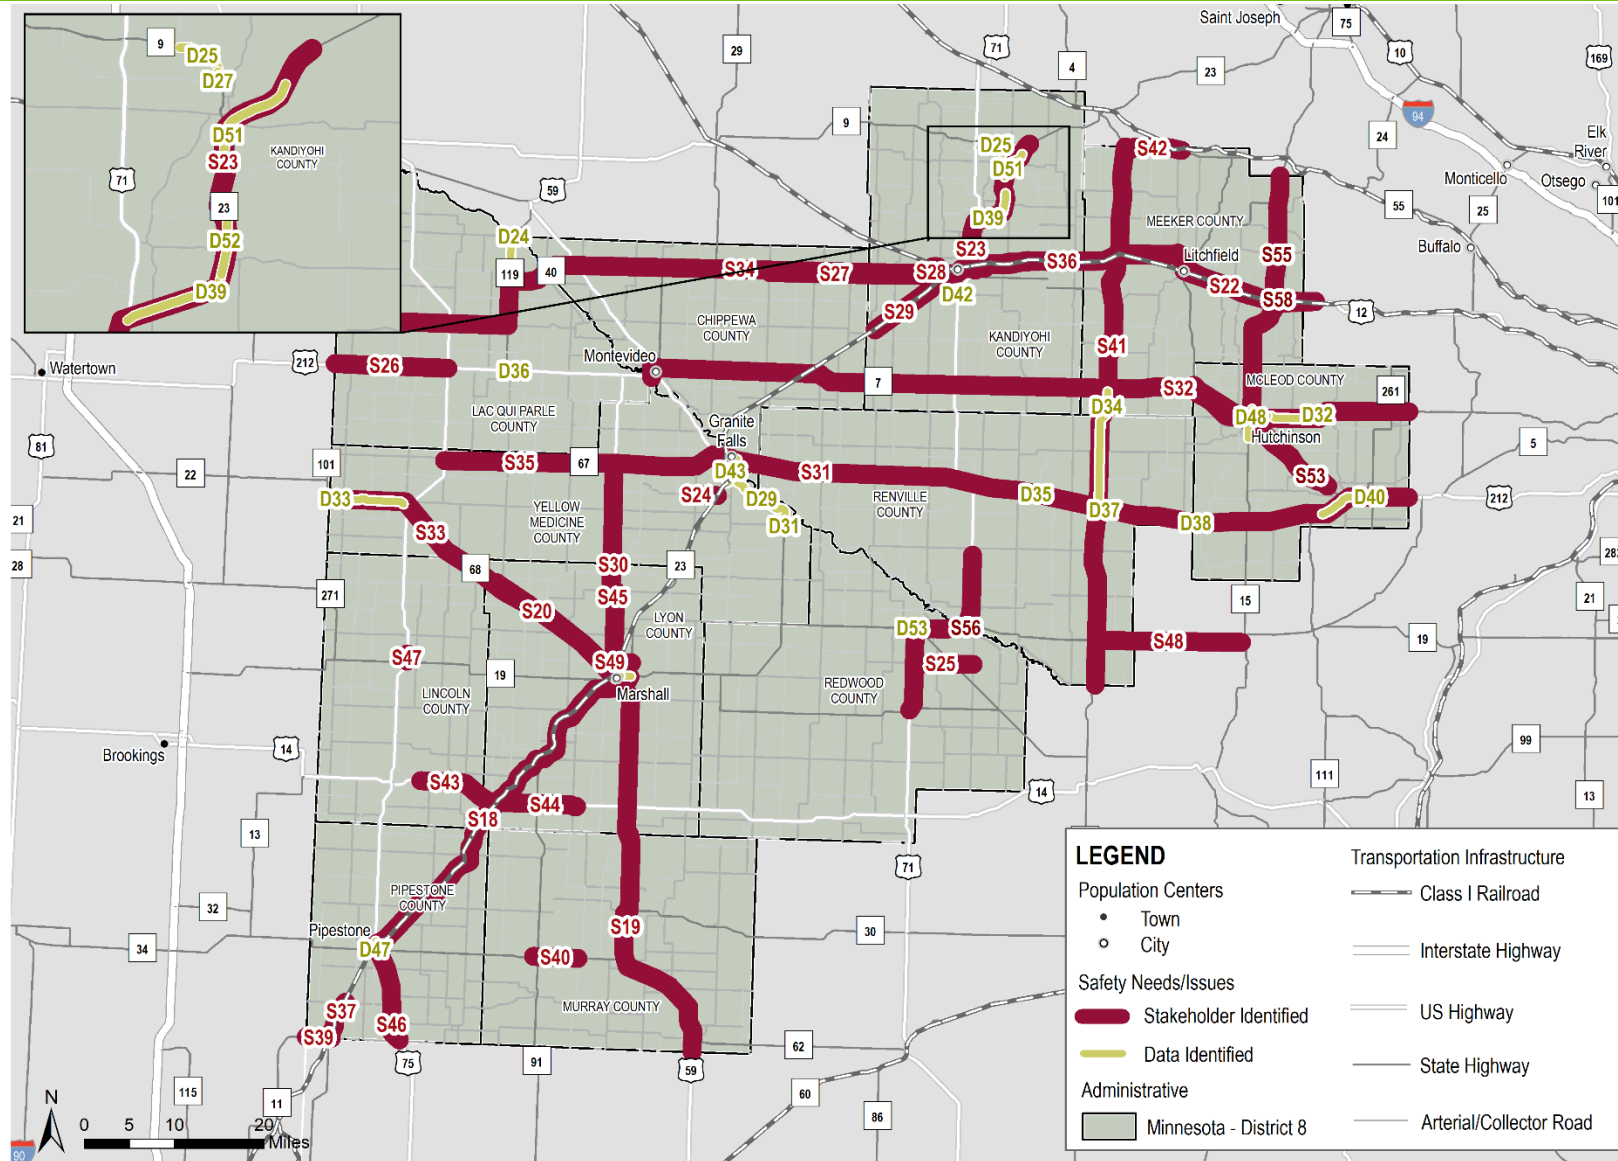 9
D25
D27
D51
S23
KANDIYOHI
COUNTY
71
23
D52
D39
Saint Joseph
75
71
10
169
29
4
23
94
9
24
Elk
River
Monticello
Otsego
101
55
25
Buffalo
59
D24
119
40
D25
D51
D39
S23
S42
MEEKER COUNTY
S34
S27
S28
S36
Litchfield
S55
S22
S58
12
D42
S29
CHIPPEWA
COUNTY
KANDIYOHI
COUNTY
S41
Watertown
212
S26
D36
Montevideo
7
S32
MCLEOD COUNTY
261
LAC QUI PARLE
COUNTY
D34
D48
D32
Hutchinson
Granite
Falls
81
22
101
S35
67
D43
S31
S53
5
D33
S24
D29
D31
RENVILLE
COUNTY
D35
D37
D38
D40
212
21
YELLOW
MEDICINE
COUNTY
S33
28
68
S30
23
271
S20
S45
LYON
COUNTY
15
21
D53
S56
S48
19
S47
S49
S25
19
LINCOLN
COUNTY
Marshall
REDWOOD
COUNTY
Brookings
14
99
S43
S44
S18
14
111
13
13
71
PIPESTONE
COUNTY
32
Pipestone
D47
S19
30
34
S40
S37
MURRAY COUNTY
S39
S46
62
75
91
59
115
11
60
86
90
N
0 5 10 20
Miles
LEGEND
Population Centers
Town
City
Safety Needs/Issues
Stakeholder Identified
Data Identified
Administrative
Minnesota - District 8
Transportation Infrastructure
Class I Railroad
Interstate Highway
US Highway
State Highway
Arterial/Collector Road